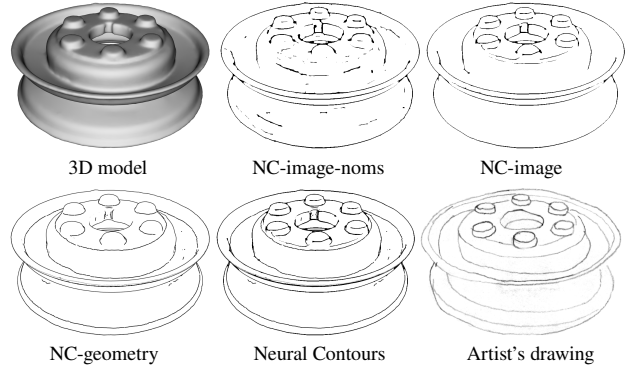 3D model
NC-image-noms
NC-image
NC-geometry
Neural Contours
Artist's drawing